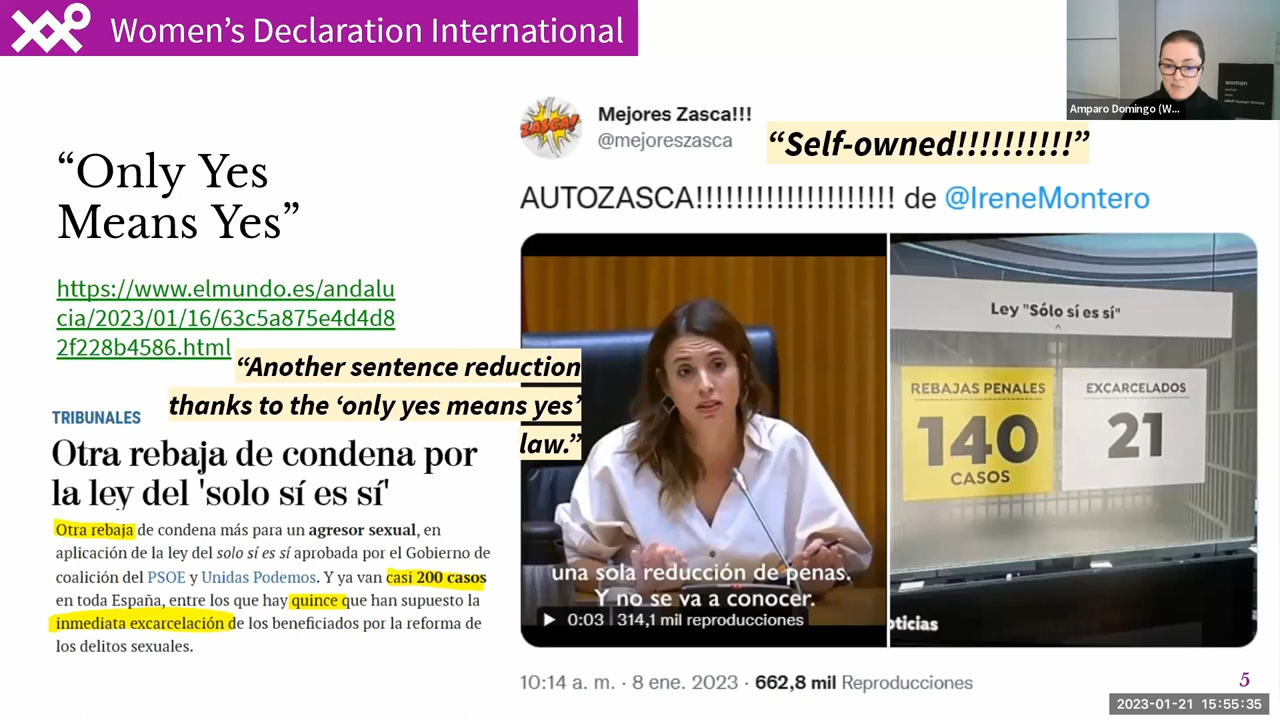 Women's Declaration International
Amparo Domingo (W...
woman
"Only Yes
Means Yes"
https://www.elmundo.es/andalu
cia/2023/01/16/63c5a875e4d4d8
2f228b4586.html
"Another sentence reduction
thanks to the 'only yes means yes'
law."
TRIBUNALES
Otra rebaja de condena por
la ley del 'solo sí es sí'
Otra rebaja de condena más para un agresor sexual, en
aplicación de la ley del solo sí es sí aprobada por el Gobierno de
coalición del PSOE y Unidas Podemos. Y ya van casi 200 casos
en toda España, entre los que hay quince que han supuesto la
inmediata excarcelación de los beneficiados por la reforma de
los delitos sexuales.
ZASCA!
Mejores Zasca!!!
@mejoreszasca
"Self-owned!!!!!!!!!!"
AUTOZASCA!!!!!!!!!!!!!!!!!!!!!! de @IreneMontero
una sola reducción de penas.
Y no se va a conocer.
0:03 314,1 mil reproducciones
Ley "Sólo sí es sí"
REBAJAS PENALES
140
CASOS
EXCARCELADOS
21
oticias
10:14 a. m. · 8 ene. 2023 · 662,8 mil Reproducciones
5
2023-01-21 15:55:35